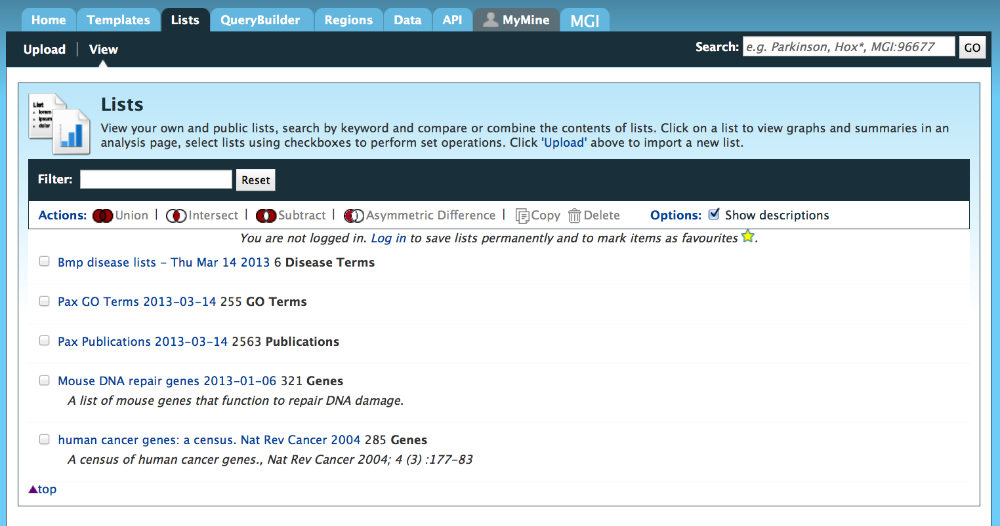 Home Templates Lists QueryBuilder Regions Data API MyMine MGI
Upload | View Search: e.g. Parkinson, Hox*, MGI:96677 GO
List
lorem
ipsum
dolor
Lists
View your own and public lists, search by keyword and compare or combine the contents of lists. Click on a list to view graphs and summaries in an
analysis page, select lists using checkboxes to perform set operations. Click 'Upload' above to import a new list.
Filter: Reset
Actions: Union | Intersect | Subtract | Asymmetric Difference | Copy Delete Options: Show descriptions
You are not logged in. Log in to save lists permanently and to mark items as favourites .
Bmp disease lists – Thu Mar 14 2013 6 Disease Terms
Pax GO Terms 2013–03–14 255 GO Terms
Pax Publications 2013–03–14 2563 Publications
Mouse DNA repair genes 2013–01–06 321 Genes
A list of mouse genes that function to repair DNA damage.
human cancer genes: a census. Nat Rev Cancer 2004 285 Genes
A census of human cancer genes., Nat Rev Cancer 2004; 4 (3) :177–83
top